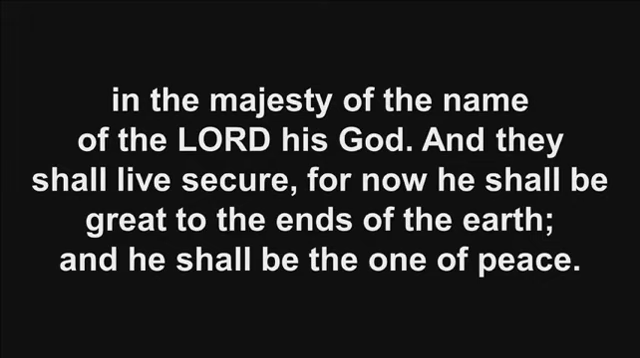 in the majesty of the name
of the LORD his God. And they
shall live secure, for now he shall be
great to the ends of the earth;
and he shall be the one of peace.